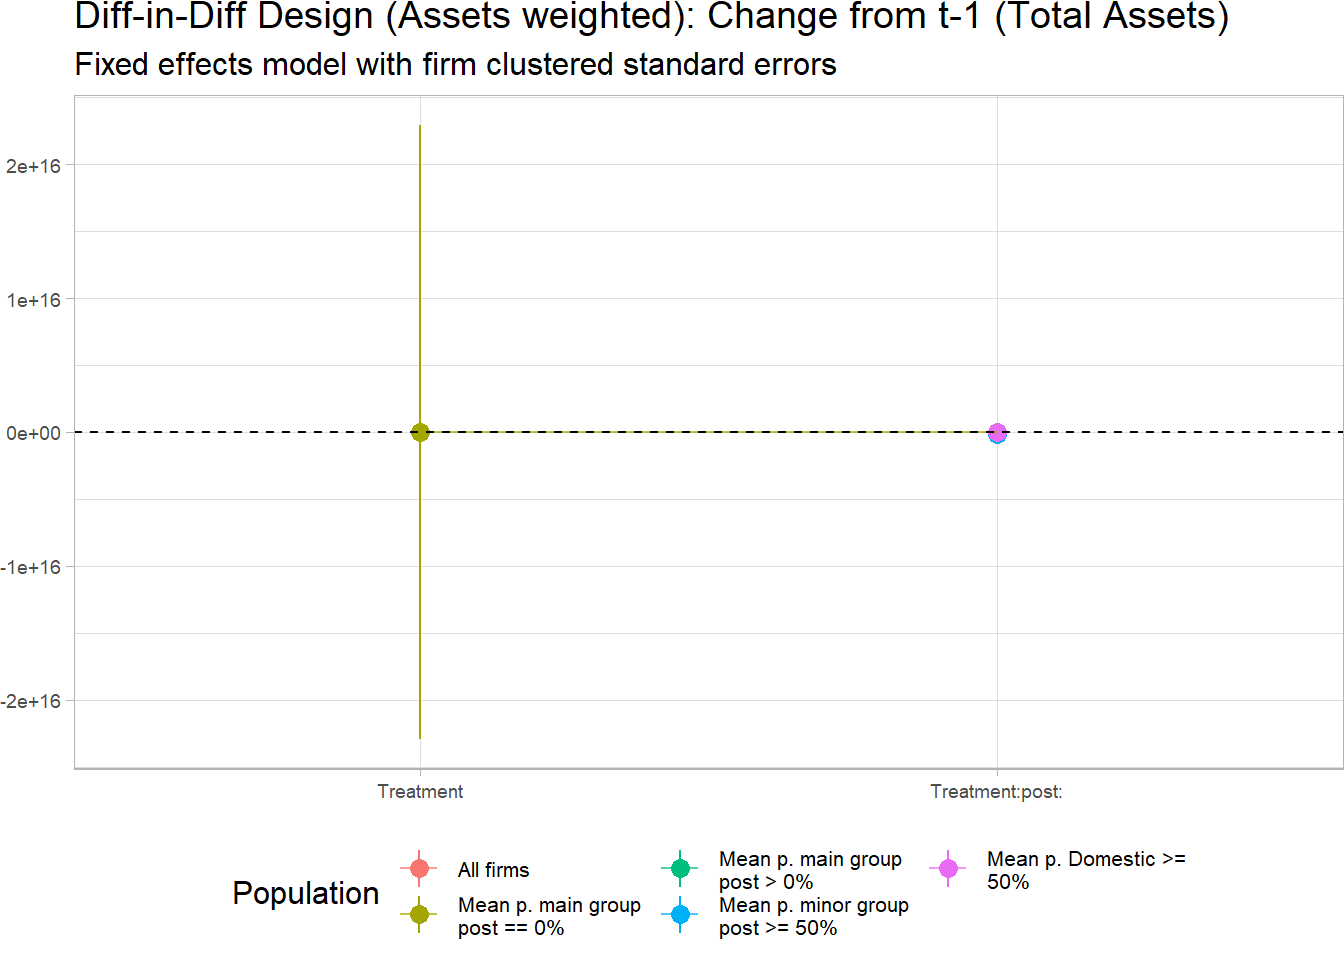 Diff-in-Diff Design (Assets weighted): Change from t-1 (Total Assets)
Fixed effects model with firm clustered standard errors
2e+16
1e+16
0e+00
-1e+16
-2e+16
Treatment
Treatment:post:
Population
All firms
Mean p. main group
post == 0%
Mean p. main group
post > 0%
Mean p. minor group
post >= 50%
Mean p. Domestic >=
50%